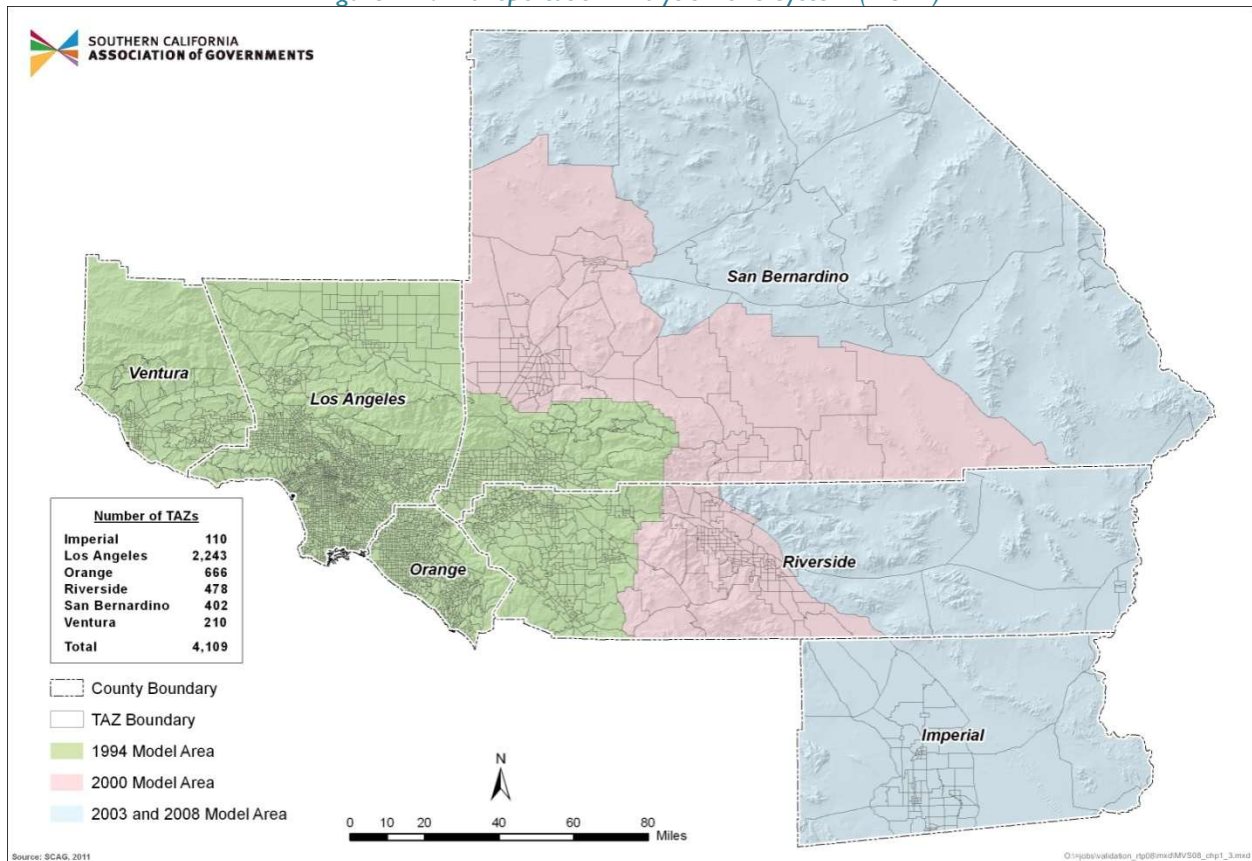 SOUTHERN CALIFORNIA
ASSOCIATION of GOVERNMENTS
San Bernardino
Ventura
Los Angeles
Orange
Riverside
Imperial
Number of TAZs
Imperial 110
Los Angeles 2,243
Orange 666
Riverside 478
San Bernardino 402
Ventura 210
Total 4,109
County Boundary
TAZ Boundary
1994 Model Area
2000 Model Area
2003 and 2008 Model Area
N
0 10 20 40 60 80
Miles
Source: SCAG, 2011